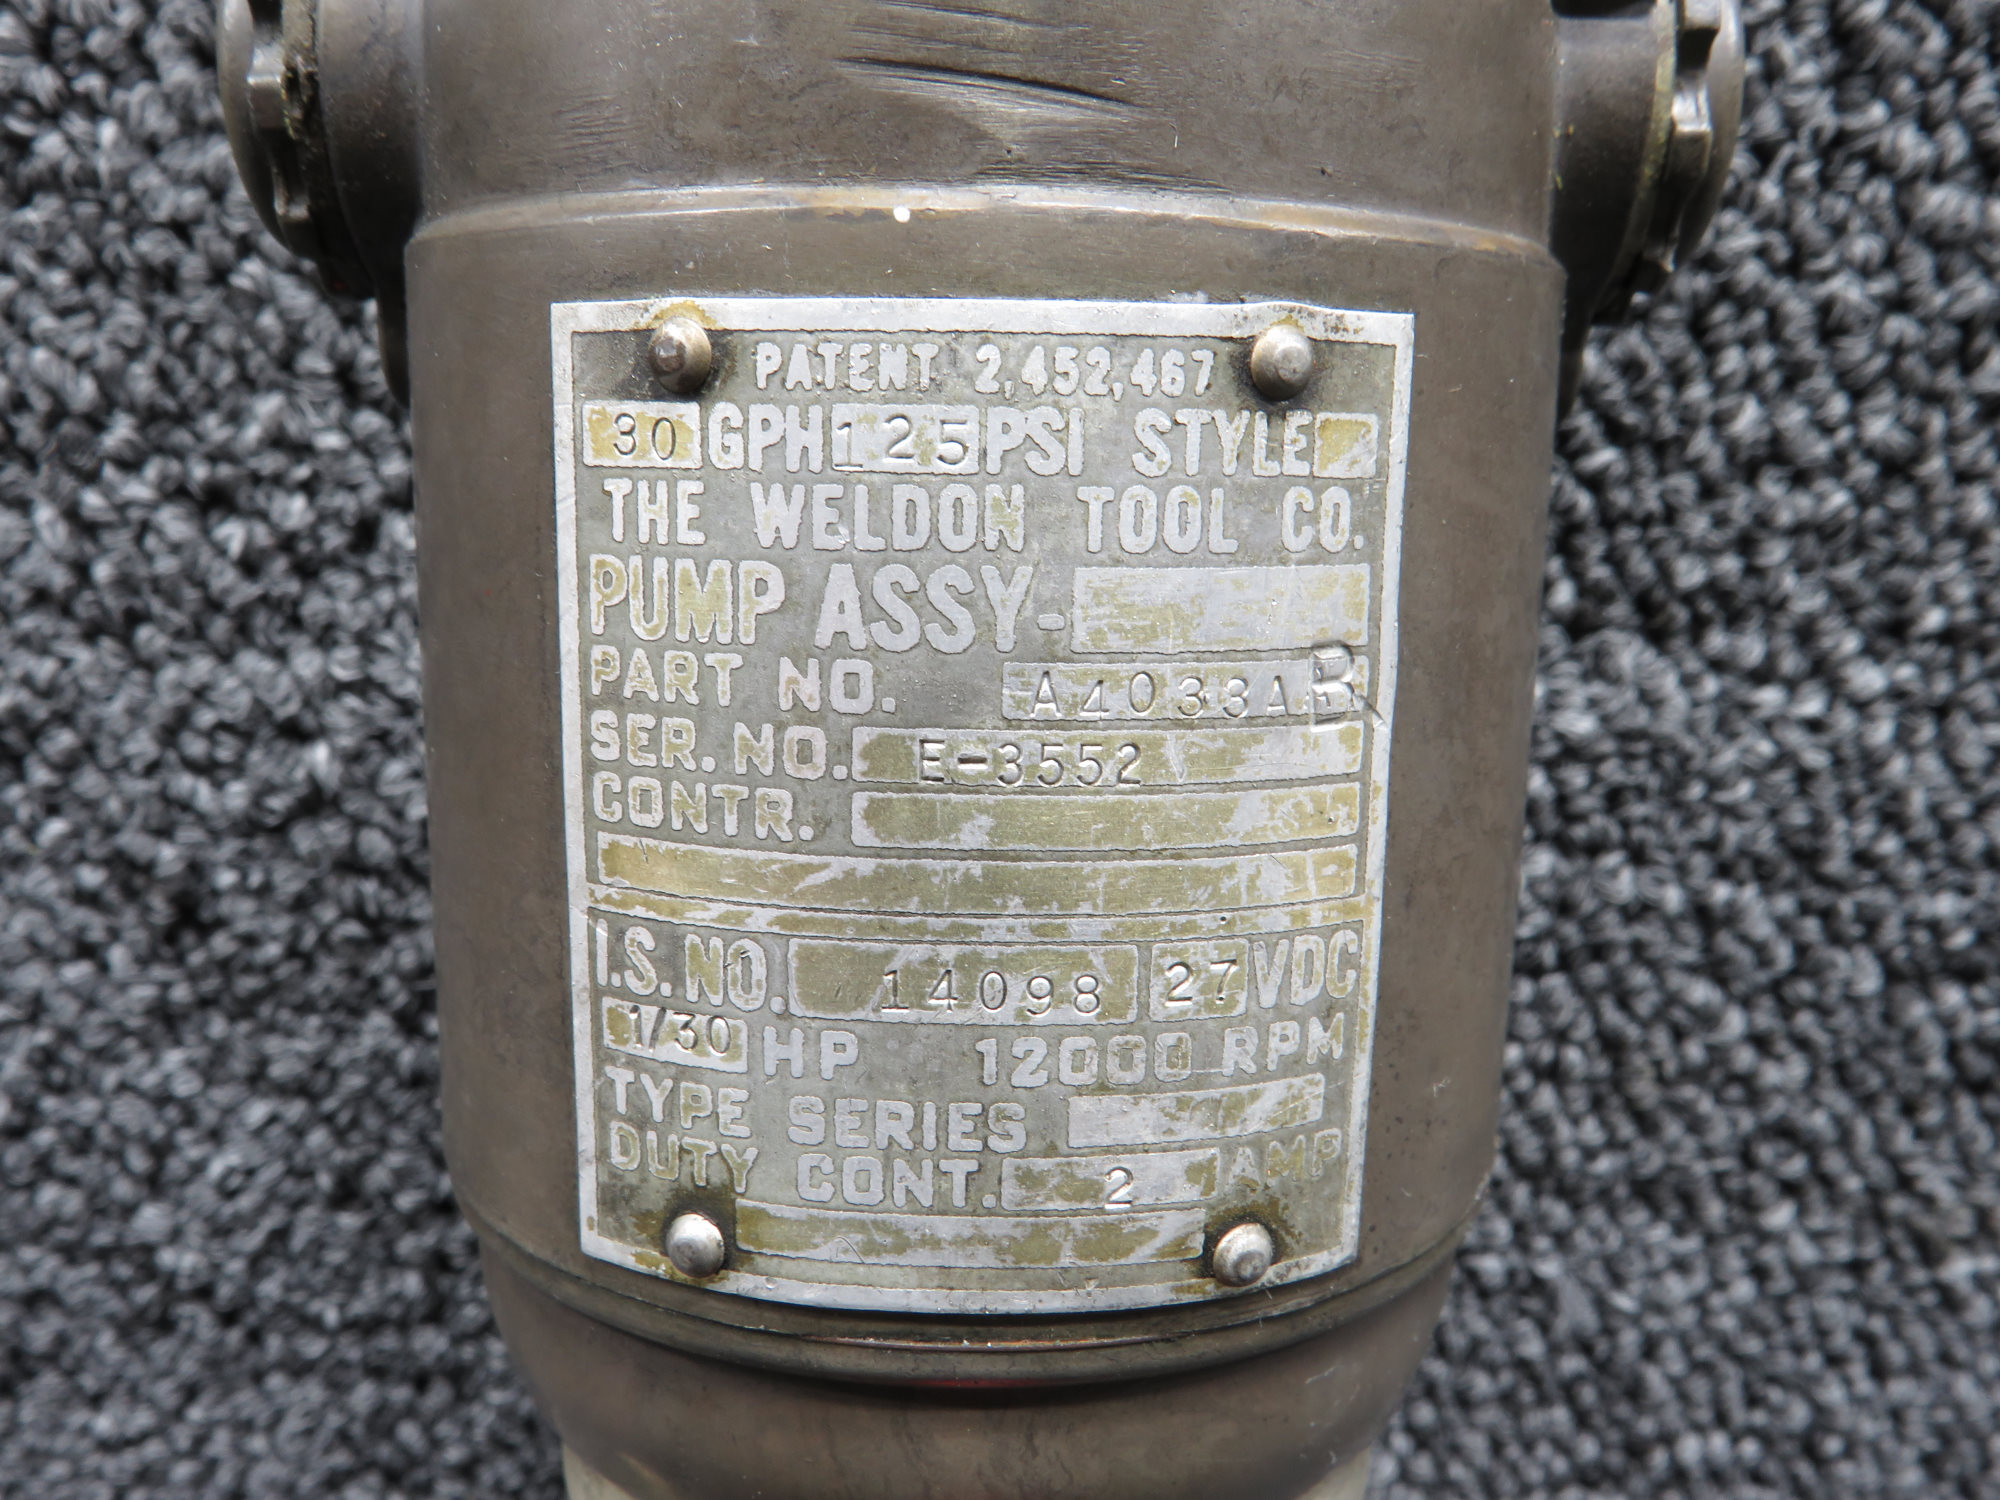 PATENT 2,452,467
30 GPH 125 PSI STYLE
THE WELDON TOOL CO.
PUMP ASSY-
PART NO. A4033A B
SER. NO. E-3552
CONTR.
I.S. NO. 14098 27 VDC
1/30 HP 12000 RPM
TYPE SERIES
DUTY CONT. 2 AMP